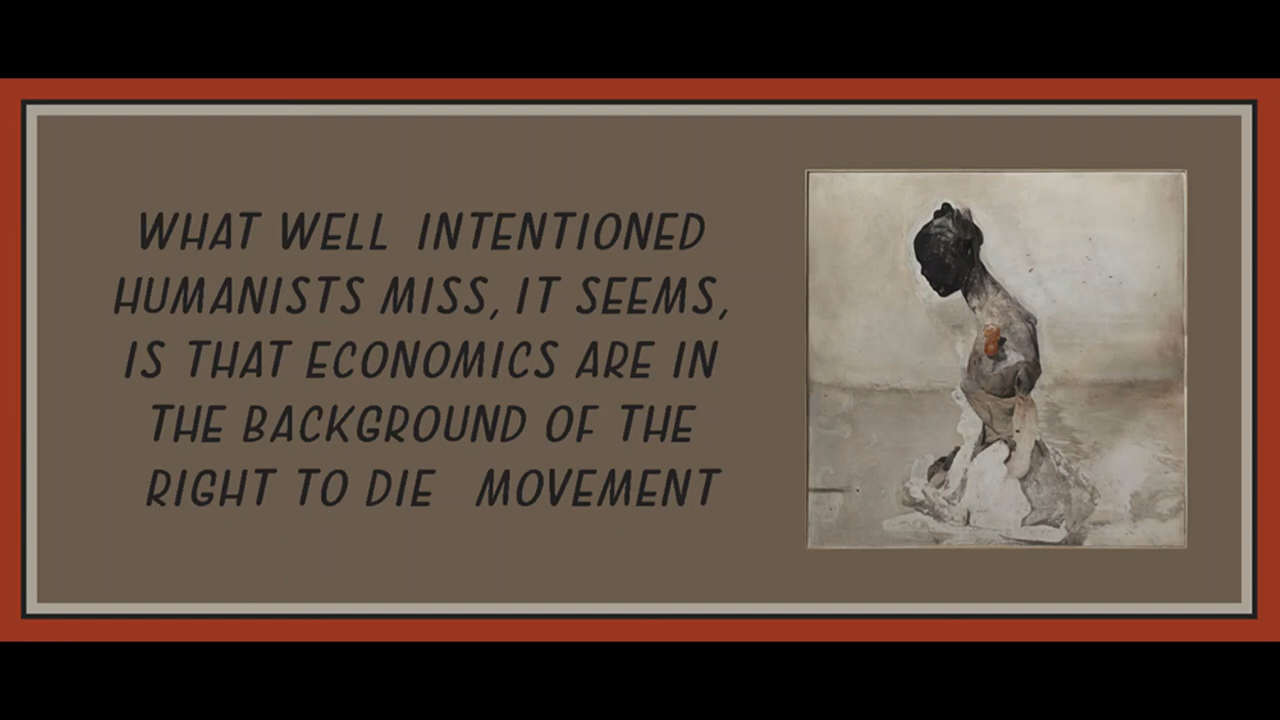 WHAT WELL INTENTIONED
HUMANISTS MISS, IT SEEMS,
IS THAT ECONOMICS ARE IN
THE BACKGROUND OF THE
RIGHT TO DIE MOVEMENT